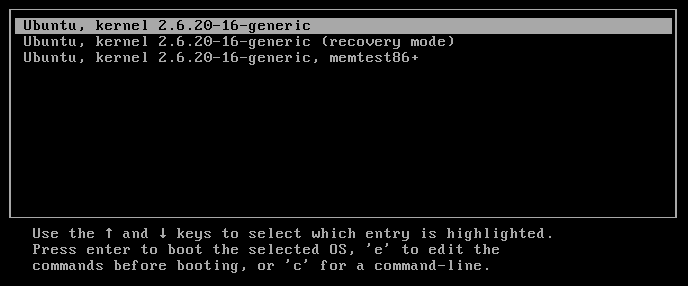 Ubuntu, kernel 2.6.20-16-generic
Ubuntu, kernel 2.6.20-16-generic (recovery mode)
Ubuntu, kernel 2.6.20-16-generic, memtest86+
Use the ↑ and ↓ keys to select which entry is highlighted.
Press enter to boot the selected OS, 'e' to edit the
commands before booting, or 'c' for a command-line.